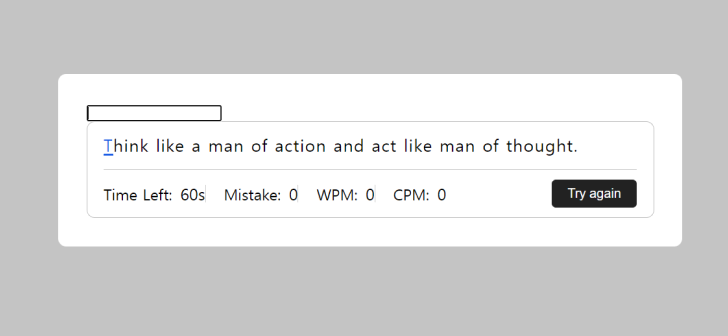 Think like a man of action and act like man of thought.
Time Left: 60s Mistake: 0 WPM: 0 CPM: 0 Try again